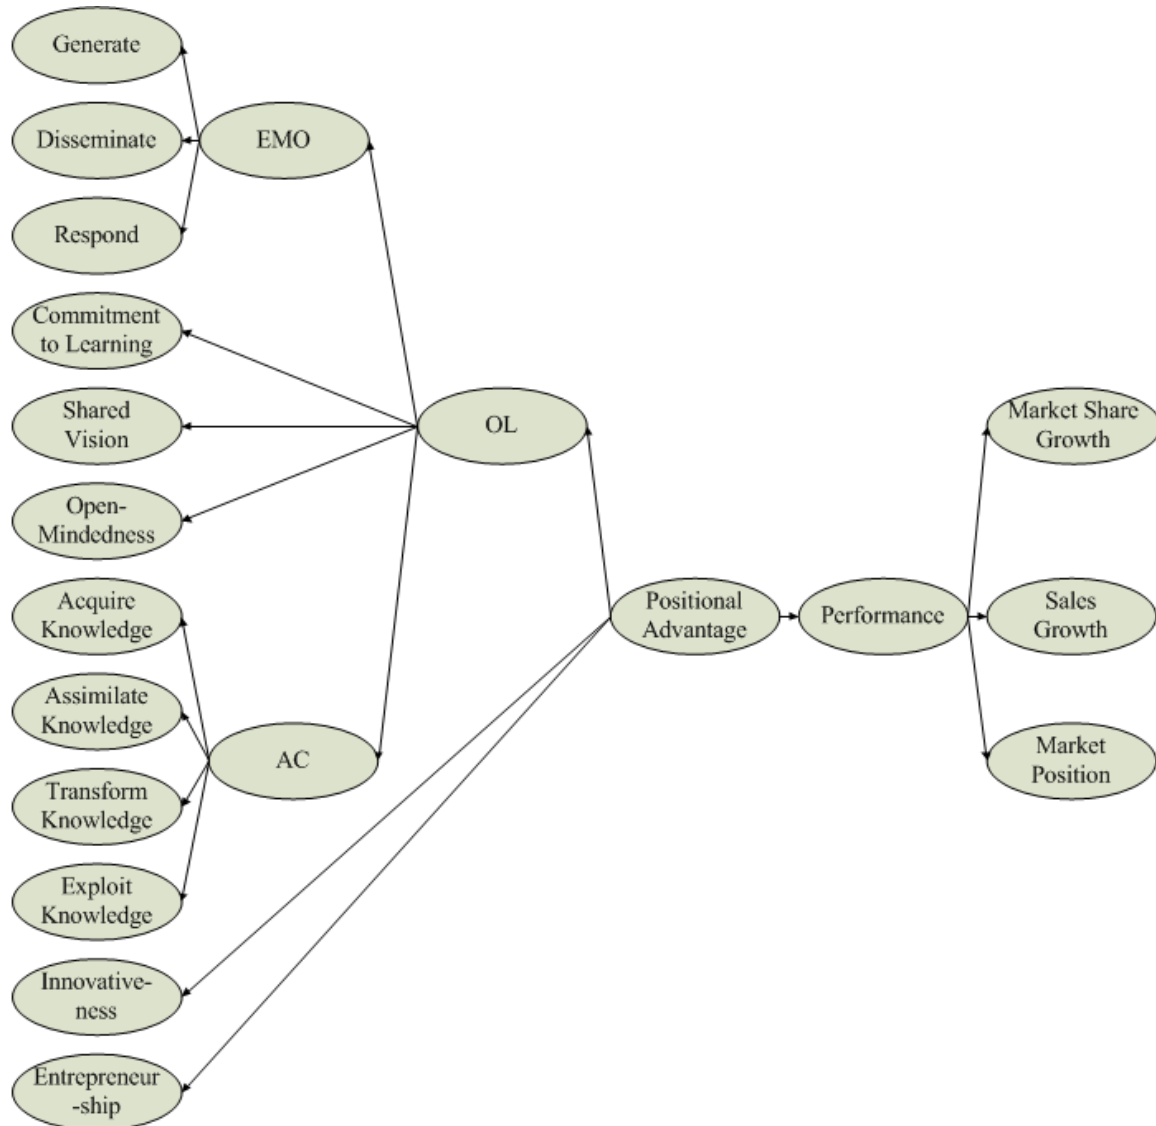 Generate
Disseminate
EMO
Respond
Commitment
to Learning
Shared
Vision
OL
Market Share
Growth
Open-
Mindedness
Acquire
Knowledge
Positional
Advantage
Performance
Sales
Growth
Assimilate
Knowledge
AC
Market
Position
Transform
Knowledge
Exploit
Knowledge
Innovative-
ness
Entrepreneur
-ship